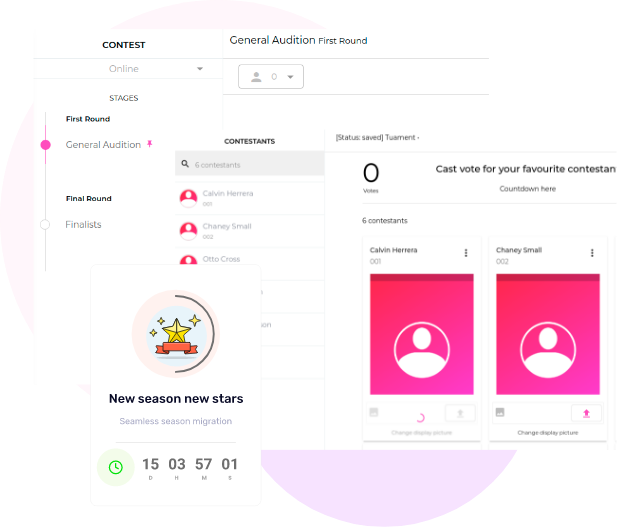 CONTEST
Online
STAGES
First Round
General Audition
Final Round
Finalists
General Audition First Round
0
CONTESTANTS
6 contestants
Calvin Herrera
001
Chaney Small
002
Otto Cross
[Status: saved] Tuament -
0
Votes
Cast vote for your favourite contestan
Countdown here
6 contestants
Calvin Herrera
001
Change display picture
Chaney Small
002
Change display picture
New season new stars
Seamless season migration
15 03 57 01
D H M S